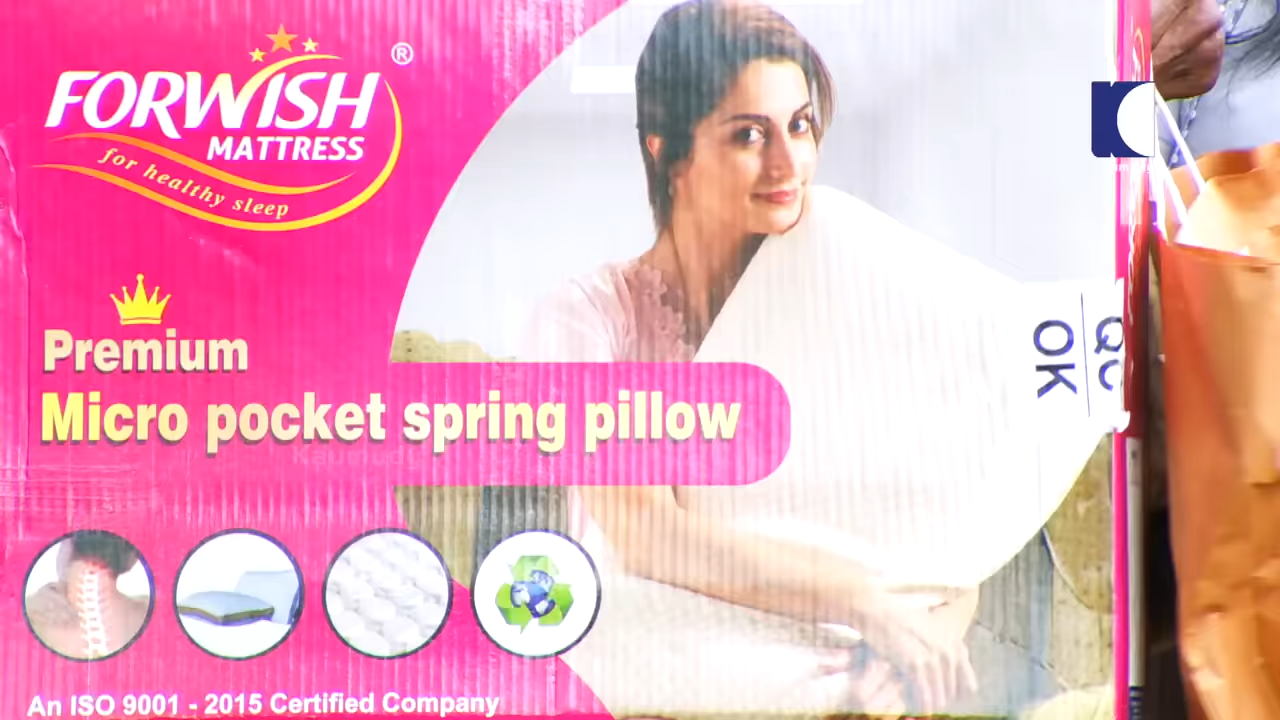 FORWISH ®
MATTRESS
for healthy sleep
Premium
Micro pocket spring pillow
QC
OK
An ISO 9001 - 2015 Certified Company